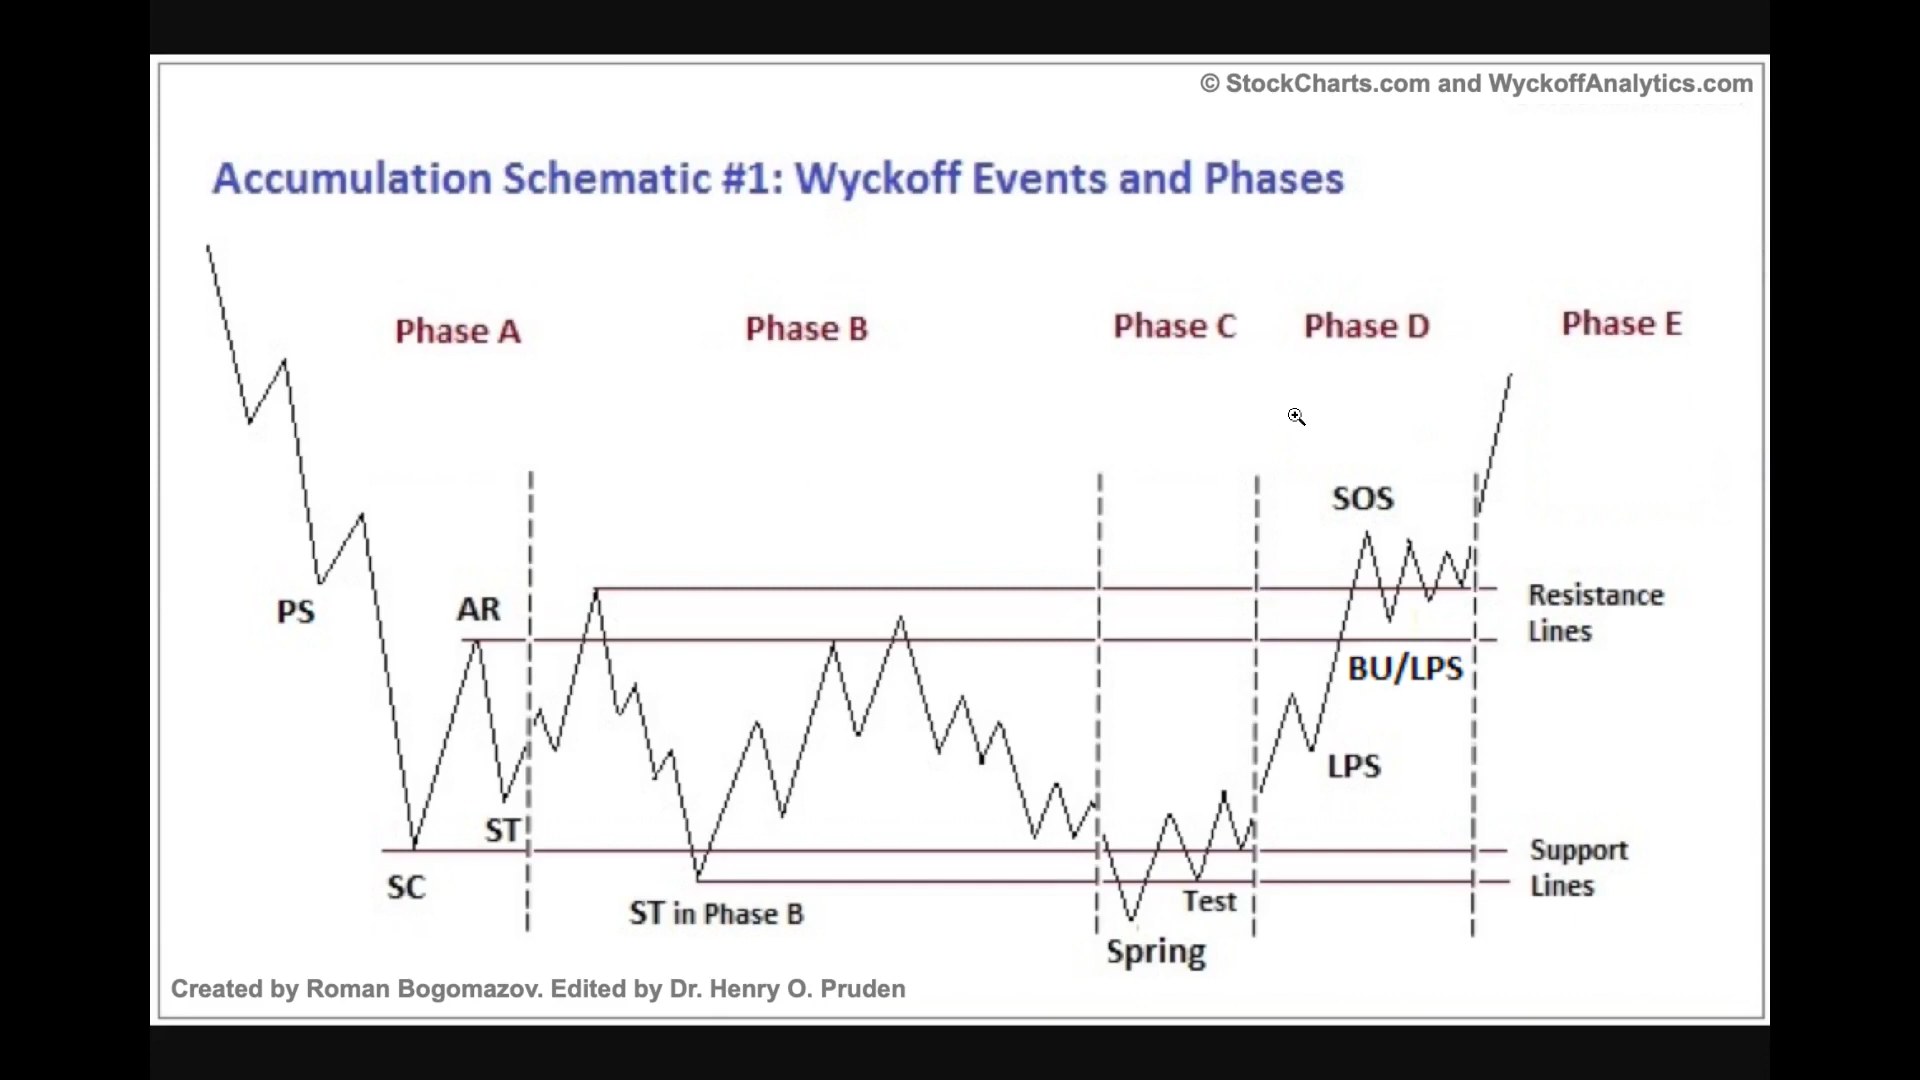 © StockCharts.com and WyckoffAnalytics.com
Accumulation Schematic #1: Wyckoff Events and Phases
Phase A
Phase B
Phase C
Phase D
Phase E
SOS
PS
AR
Resistance
Lines
BU/LPS
LPS
ST
Support
Lines
SC
Test
ST in Phase B
Spring
Created by Roman Bogomazov. Edited by Dr. Henry O. Pruden